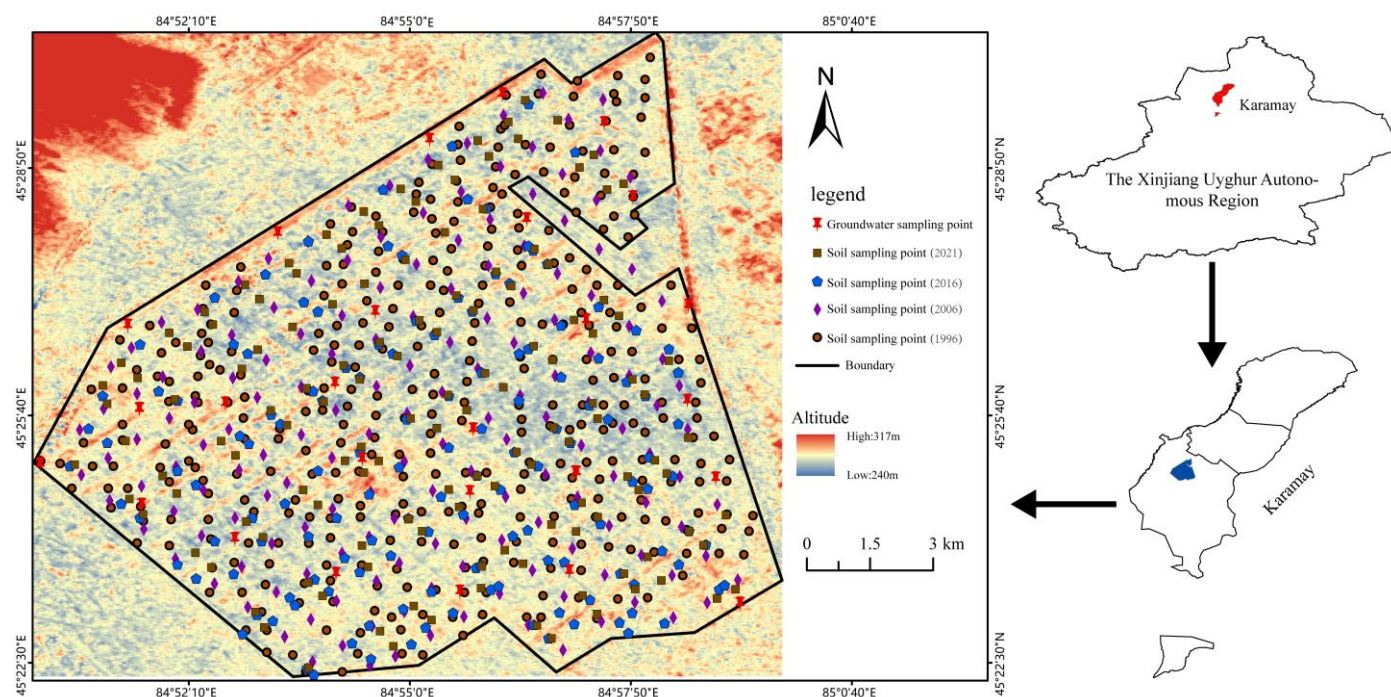 84°52'10"E 84°55'0"E 84°57'50"E 85°0'40"E
45°28'50"N
45°25'40"N
45°22'30"N
N
legend
Groundwater sampling point
Soil sampling point (2021)
Soil sampling point (2016)
Soil sampling point (2006)
Soil sampling point (1996)
Boundary
Altitude
High:317m
Low:240m
0 1.5 3 km
45°28'50"N
45°25'40"N
45°22'30"N
84°52'10"E 84°55'0"E 84°57'50"E 85°0'40"E
Karamay
The Xinjiang Uyghur Autono-
mous Region
Karamay